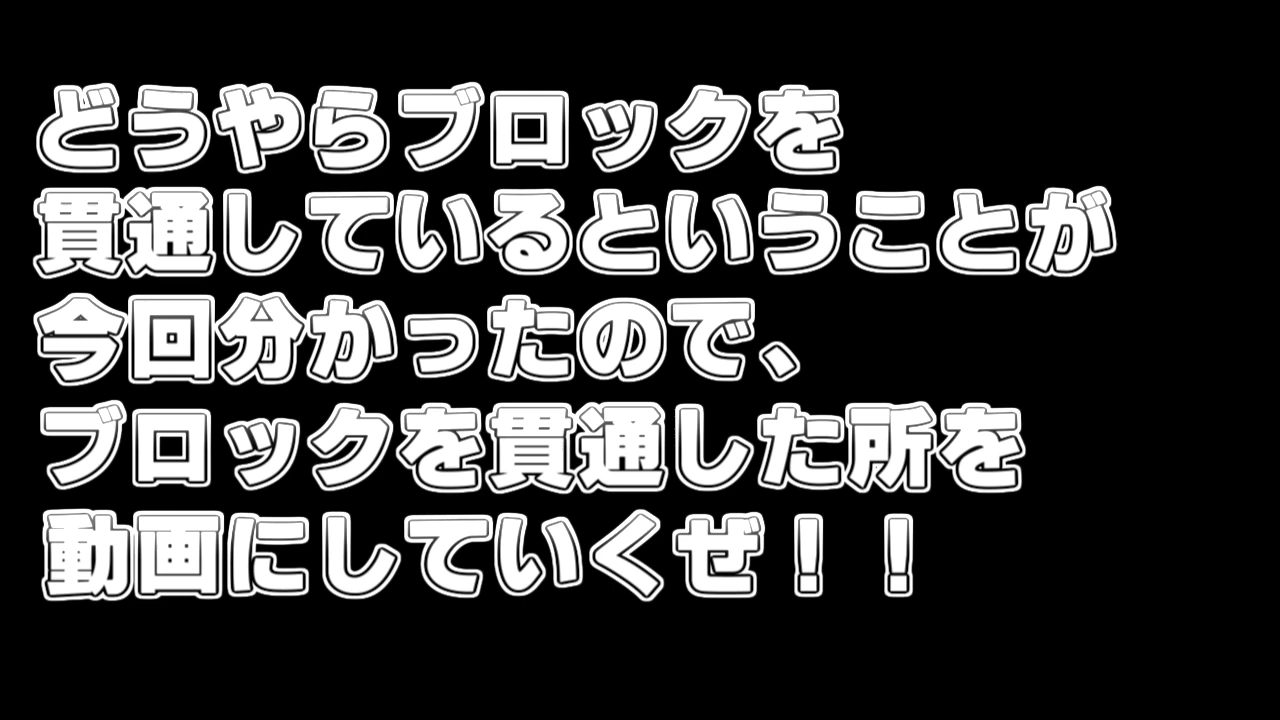 どうやらブロックを
貫通しているということが
今回分かったので、
ブロックを貫通した所を
動画にしていくぜ！！